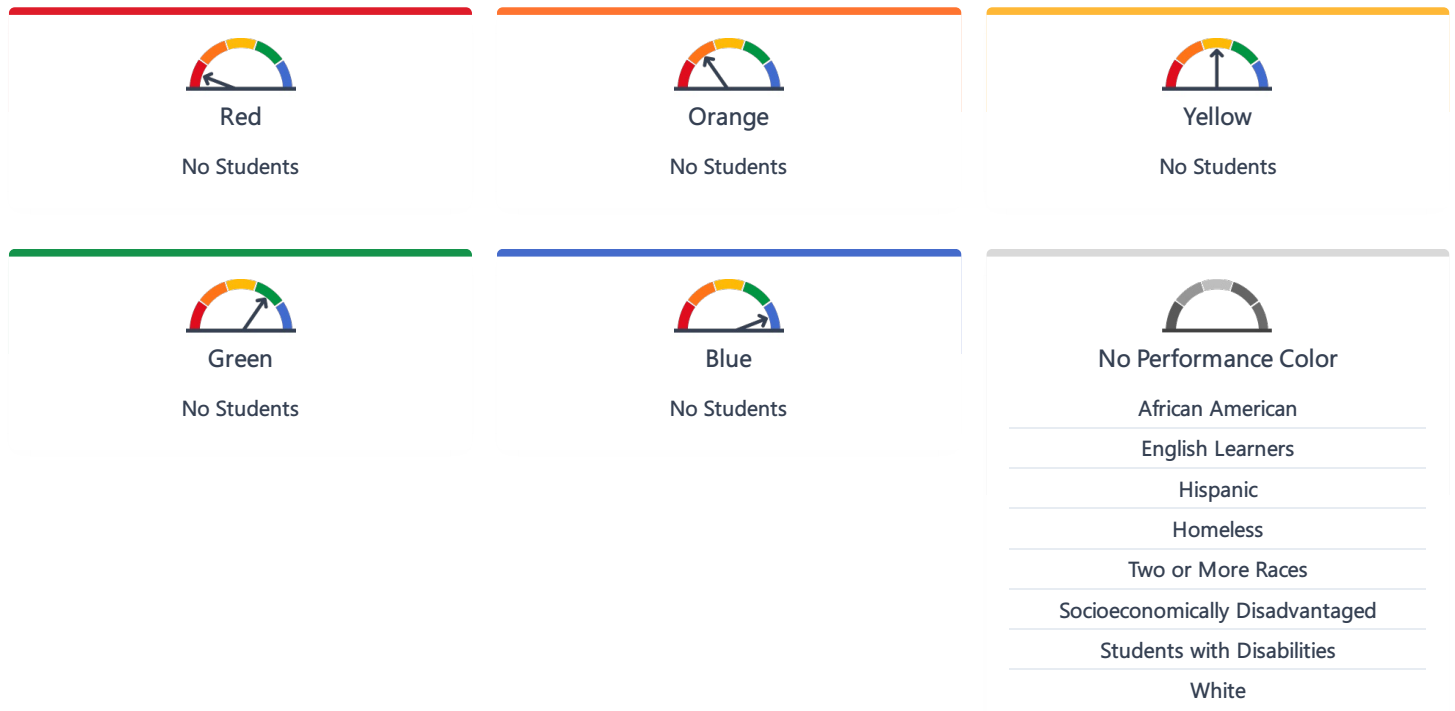 Red
No Students
Orange
No Students
Yellow
No Students
Green
No Students
Blue
No Students
No Performance Color
African American
English Learners
Hispanic
Homeless
Two or More Races
Socioeconomically Disadvantaged
Students with Disabilities
White